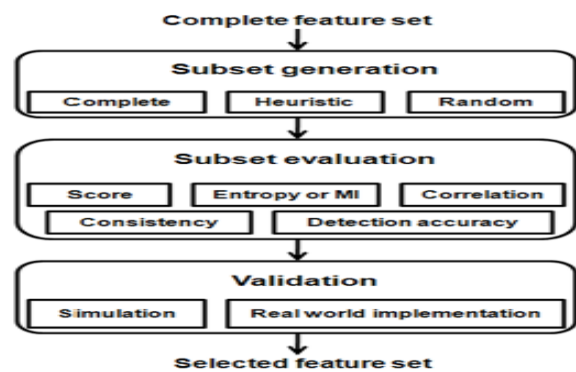 Complete feature set
Subset generation
Complete Heuristic Random
Subset evaluation
Score Entropy or MI Correlation
Consistency Detection accuracy
Validation
Simulation Real world implementation
Selected feature set